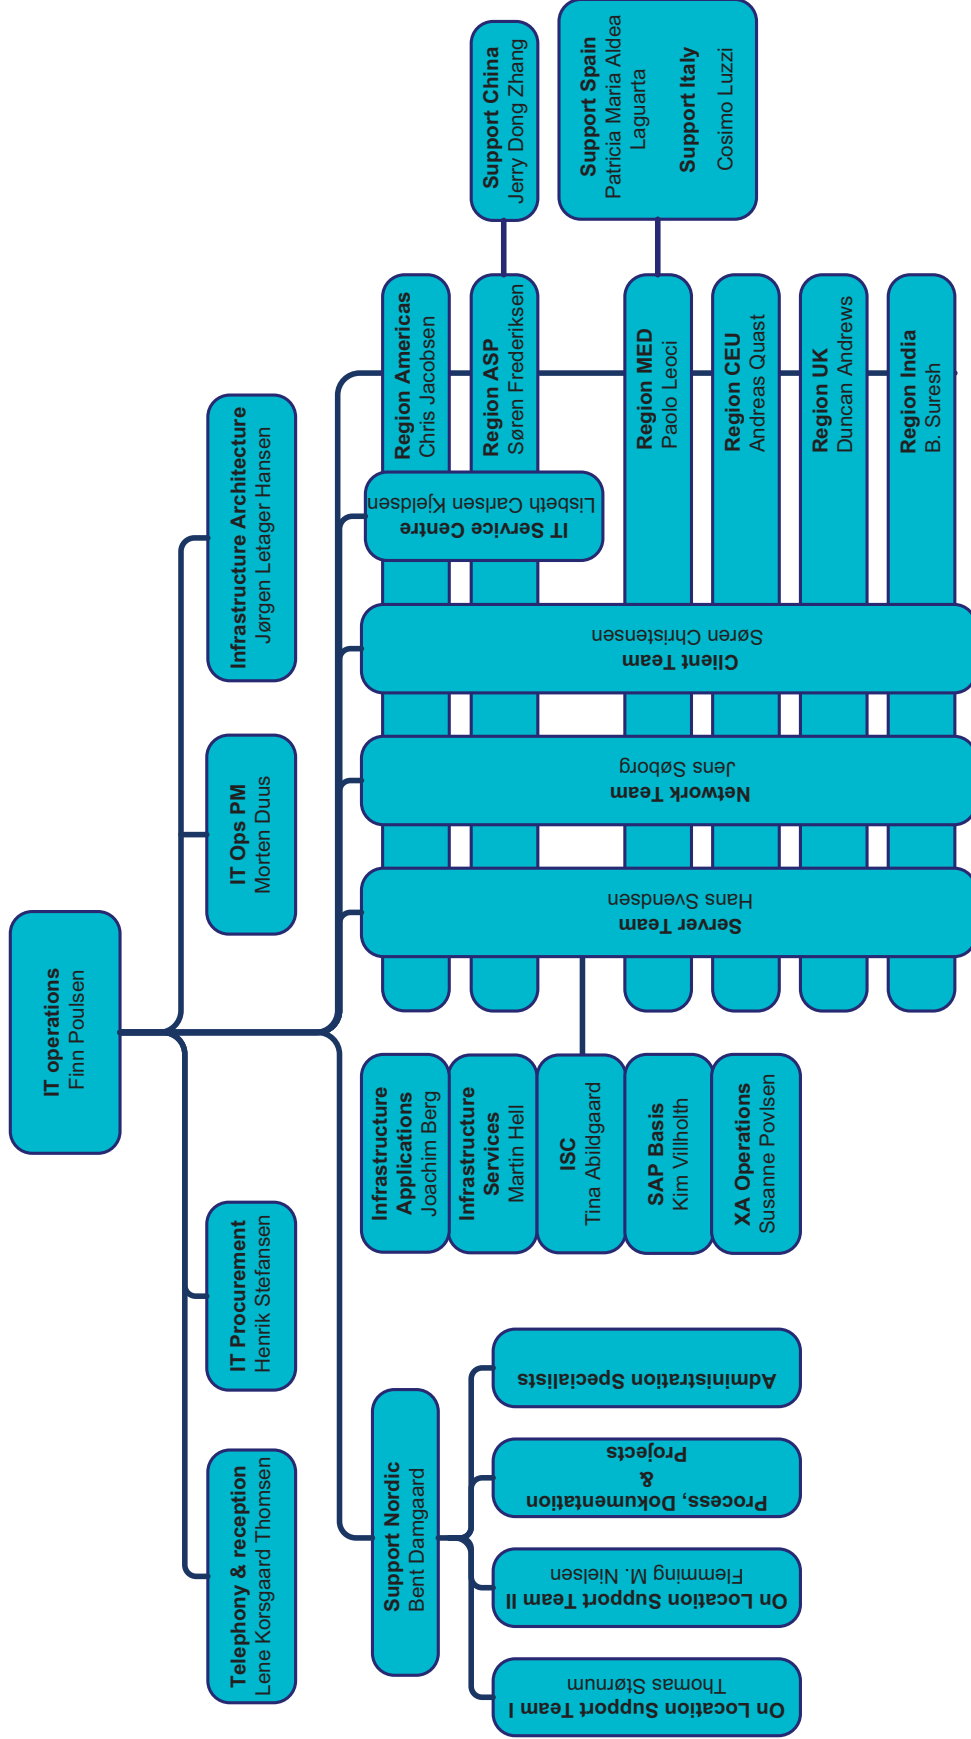 IT operations
Finn Poulsen
Telephony & reception
Lene Korsgaard Thomsen
IT Procurement
Henrik Stefansen
IT Ops PM
Morten Duus
Infrastructure Architecture
Jørgen Letager Hansen
Support Nordic
Bent Damgaard
On Location Support Team I
Thomas Størnum
On Location Support Team II
Flemming M. Nielsen
Process, Dokumentation
&
Projects
Administration Specialists
Infrastructure
Applications
Joachim Berg
Infrastructure
Services
Martin Hell
ISC
Tina Abildgaard
SAP Basis
Kim Villholth
XA Operations
Susanne Povlsen
Server Team
Hans Svendsen
Network Team
Jens Søborg
Client Team
Søren Christensen
IT Service Centre
Lisbeth Carlsen Kjeldsen
Region Americas
Chris Jacobsen
Region ASP
Søren Frederiksen
Region MED
Paolo Leoci
Region CEU
Andreas Quast
Region UK
Duncan Andrews
Region India
B. Suresh
Support China
Jerry Dong Zhang
Support Spain
Patricia Maria Aldea
Laguarta
Support Italy
Cosimo Luzzi